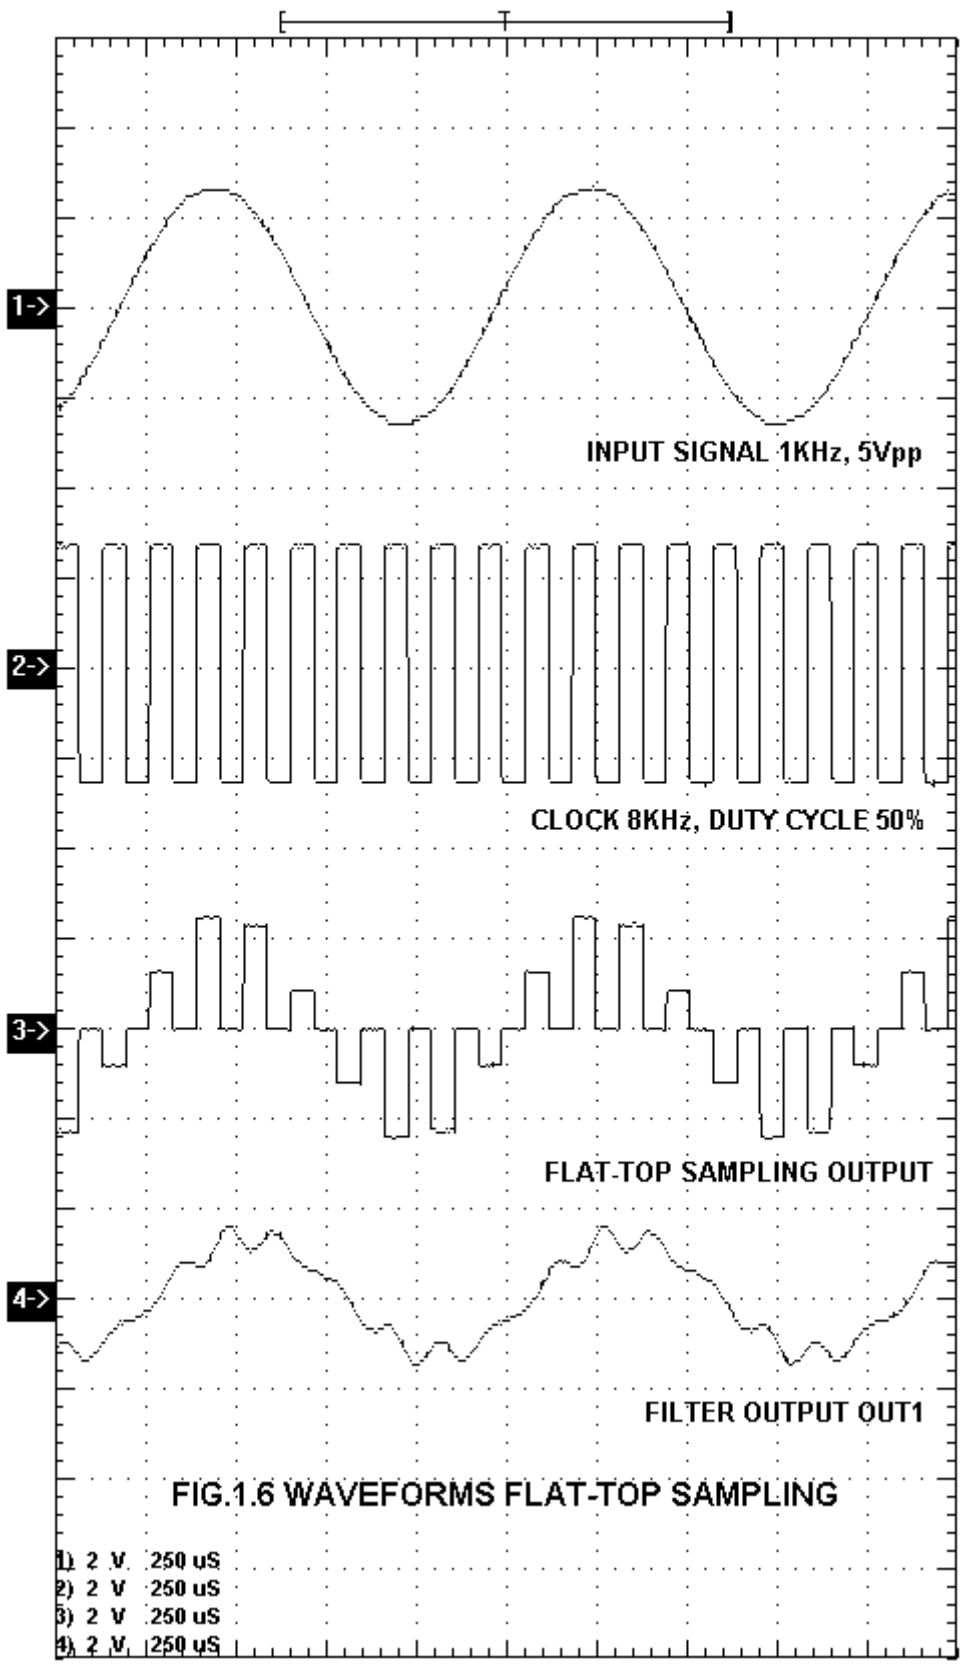 1->
INPUT SIGNAL 1KHz, 5Vpp
2->
CLOCK 8KHz, DUTY CYCLE 50%
3->
FLAT-TOP SAMPLING OUTPUT
4->
FILTER OUTPUT OUT1
FIG.1.6 WAVEFORMS FLAT-TOP SAMPLING
1) 2 V 250 uS
2) 2 V 250 uS
3) 2 V 250 uS
4) 2 V 250 uS